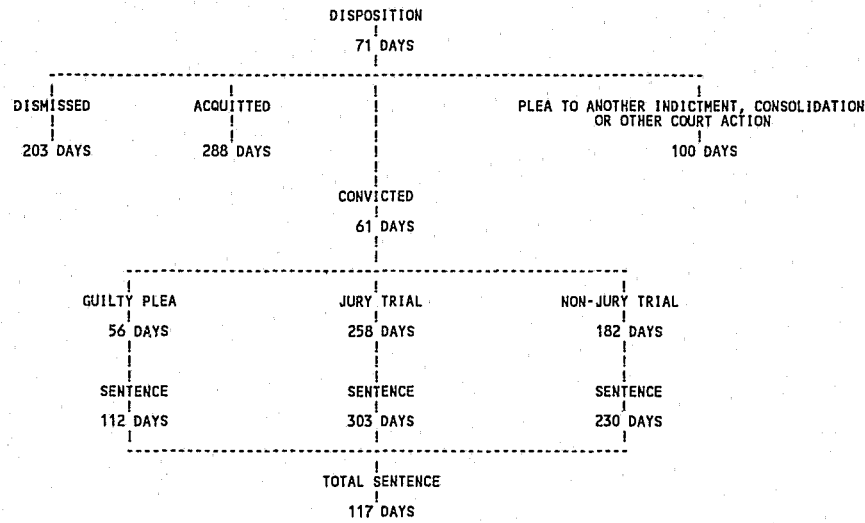 DISPOSITION
71 DAYS
DISMISSED ACQUITTED PLEA TO ANOTHER INDICTMENT, CONSOLIDATION
OR OTHER COURT ACTION
203 DAYS 288 DAYS 100 DAYS
CONVICTED
61 DAYS
GUILTY PLEA JURY TRIAL NON-JURY TRIAL
56 DAYS 258 DAYS 182 DAYS
SENTENCE SENTENCE SENTENCE
112 DAYS 303 DAYS 230 DAYS
TOTAL SENTENCE
117 DAYS